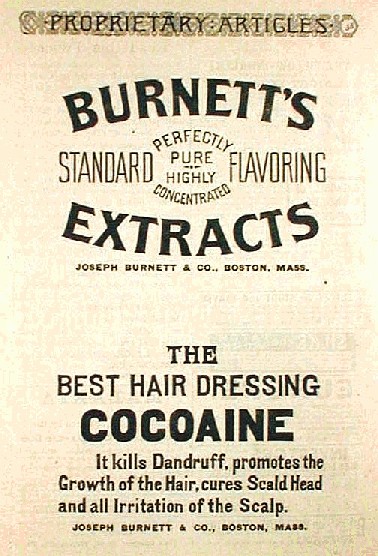 PROPRIETARY ARTICLES.
BURNETT'S
STANDARD PERFECTLY PURE HIGHLY CONCENTRATED FLAVORING
EXTRACTS
JOSEPH BURNETT & CO., BOSTON, MASS.
THE
BEST HAIR DRESSING
COCOAINE
It kills Dandruff, promotes the
Growth of the Hair, cures Scald Head
and all Irritation of the Scalp.
JOSEPH BURNETT & CO., BOSTON, MASS.